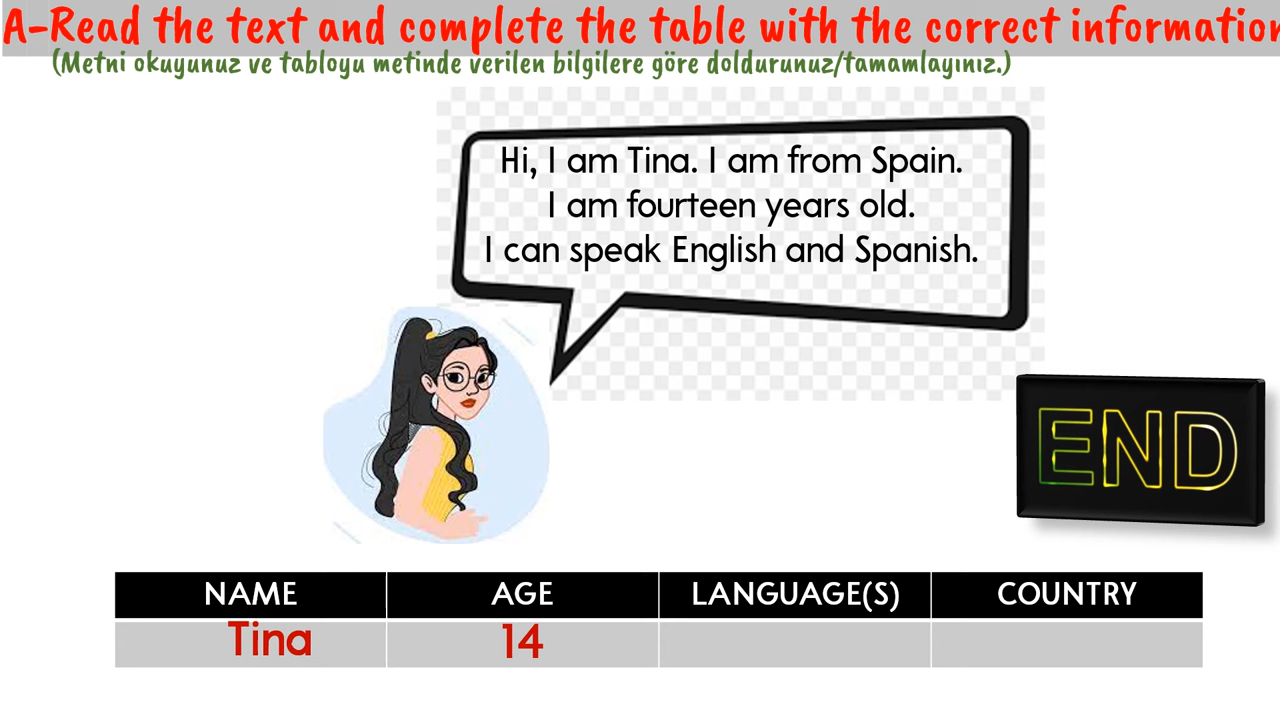 A-Read the text and complete the table with the correct information
(Metni okuyunuz ve tabloyu metinde verilen bilgilere göre doldurunuz/tamamlayınız.)
Hi, I am Tina. I am from Spain.
I am fourteen years old.
I can speak English and Spanish.
END
NAME AGE LANGUAGE(S) COUNTRY
Tina 14